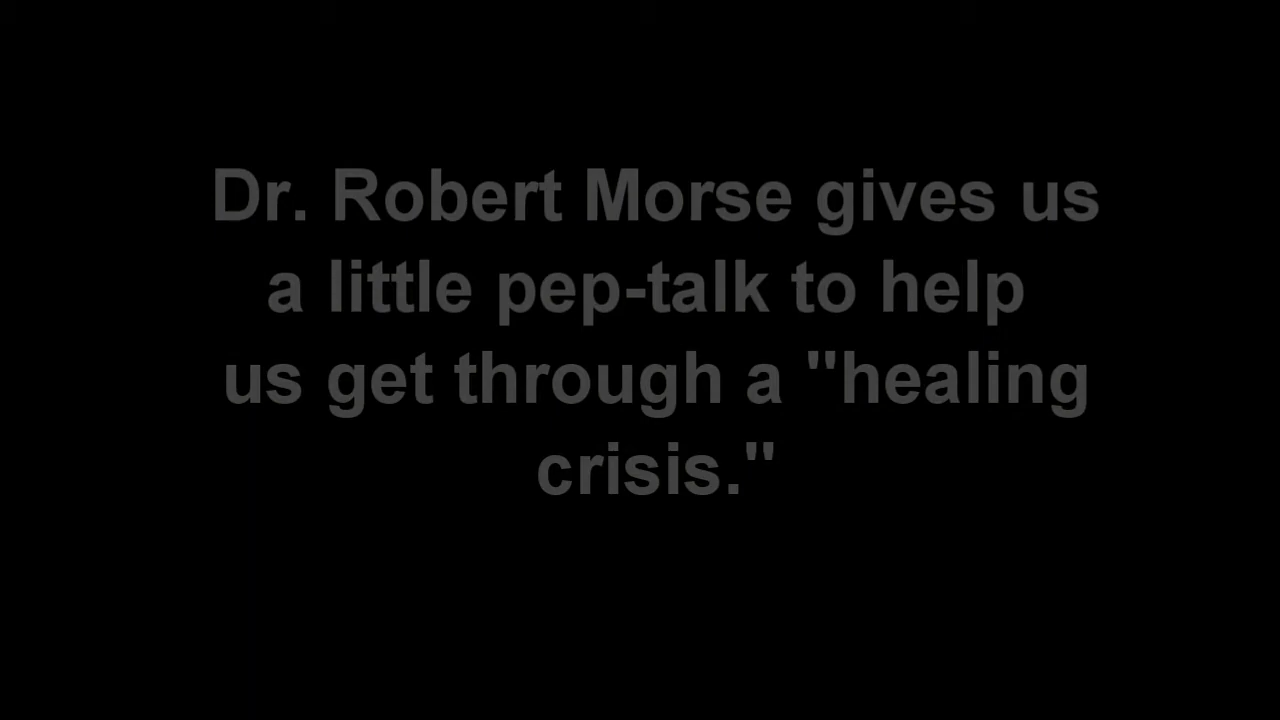 Dr. Robert Morse gives us
a little pep-talk to help
us get through a "healing
crisis."